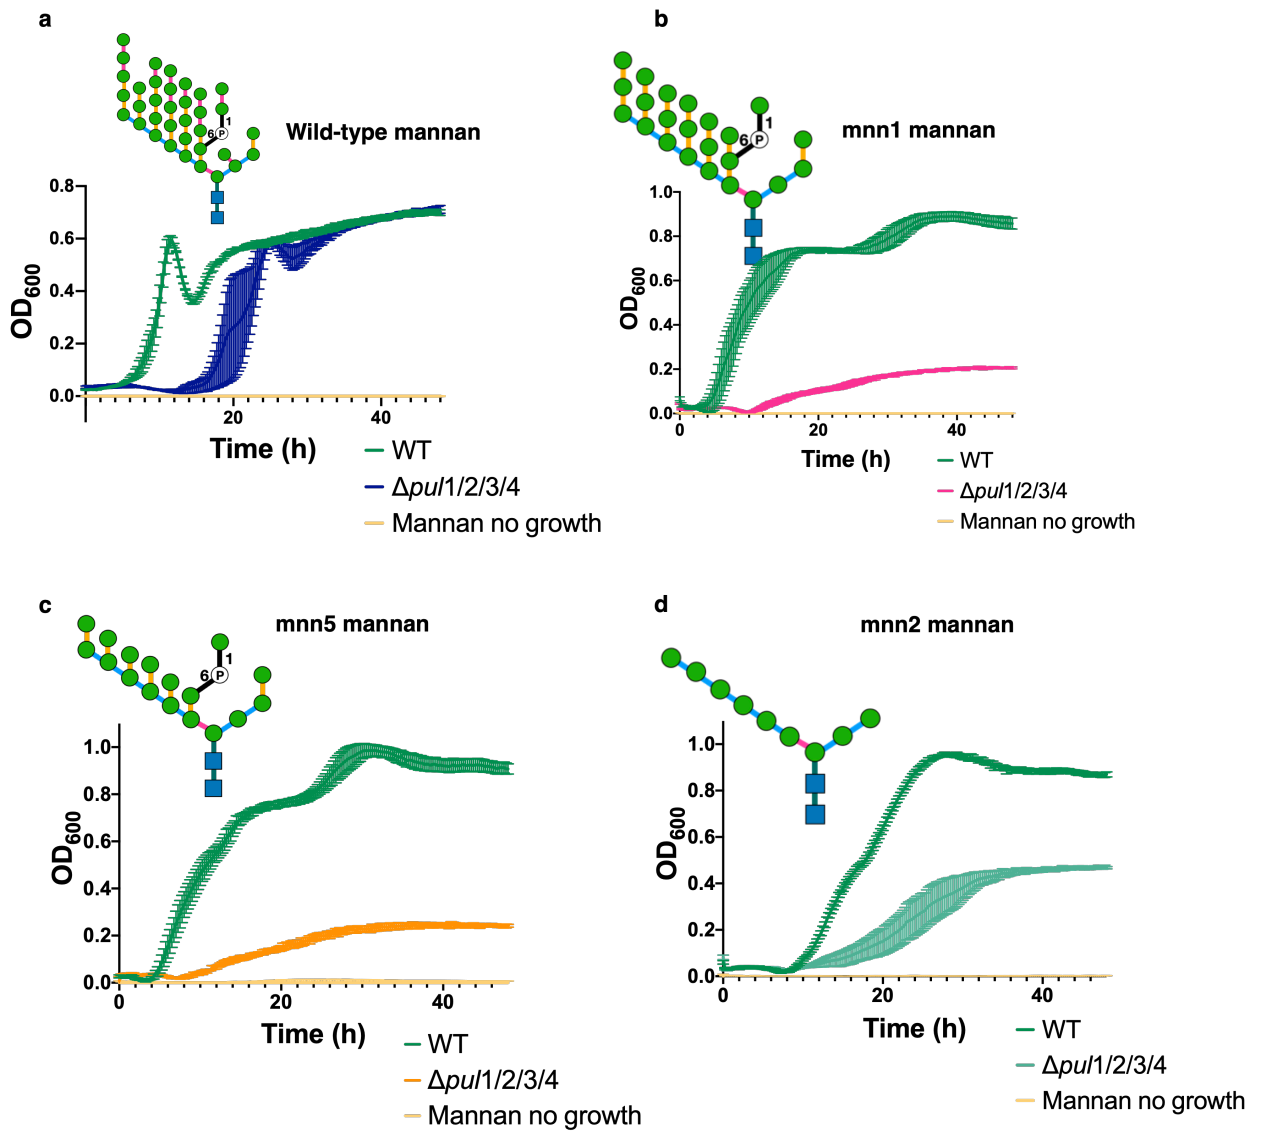 a
6 P 1
Wild-type mannan
0.8
0.6
0.4
0.2
0.0
OD600
20 40
Time (h)
WT
Δpul1/2/3/4
Mannan no growth
b
6 P 1
mnn1 mannan
1.0
0.8
0.6
0.4
0.2
0.0
OD600
0 20 40
Time (h)
WT
Δpul1/2/3/4
Mannan no growth
c
6 P 1
mnn5 mannan
1.0
0.8
0.6
0.4
0.2
0.0
OD600
0 20 40
Time (h)
WT
Δpul1/2/3/4
Mannan no growth
d
mnn2 mannan
1.0
0.8
0.6
0.4
0.2
0.0
OD600
0 20 40
Time (h)
WT
Δpul1/2/3/4
Mannan no growth